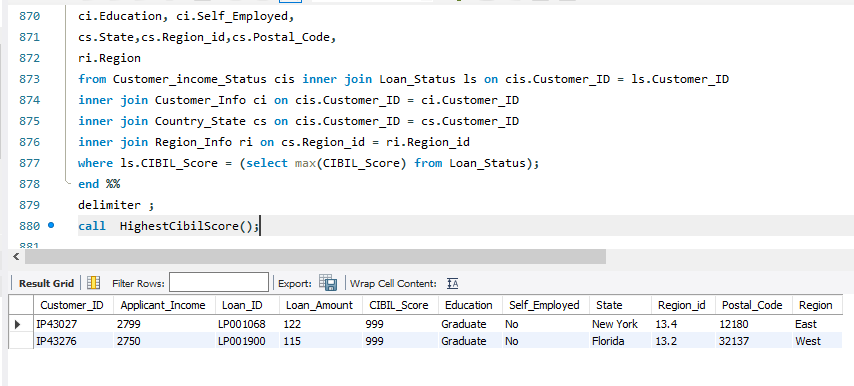 870 ci.Education, ci.Self_Employed,
871 cs.State,cs.Region_id,cs.Postal_Code,
872 ri.Region
873 from Customer_income_Status cis inner join Loan_Status ls on cis.Customer_ID = ls.Customer_ID
874 inner join Customer_Info ci on cis.Customer_ID = ci.Customer_ID
875 inner join Country_State cs on cis.Customer_ID = cs.Customer_ID
876 inner join Region_Info ri on cs.Region_id = ri.Region_id
877 where ls.CIBIL_Score = (select max(CIBIL_Score) from Loan_Status);
878 end %%
879 delimiter ;
880 call  HighestCibilScore();
881
Result Grid Filter Rows: Export: Wrap Cell Content:
Customer_ID Applicant_Income Loan_ID Loan_Amount CIBIL_Score Education Self_Employed State Region_id Postal_Code Region
IP43027 2799 LP001068 122 999 Graduate No New York 13.4 12180 East
IP43276 2750 LP001900 115 999 Graduate No Florida 13.2 32137 West